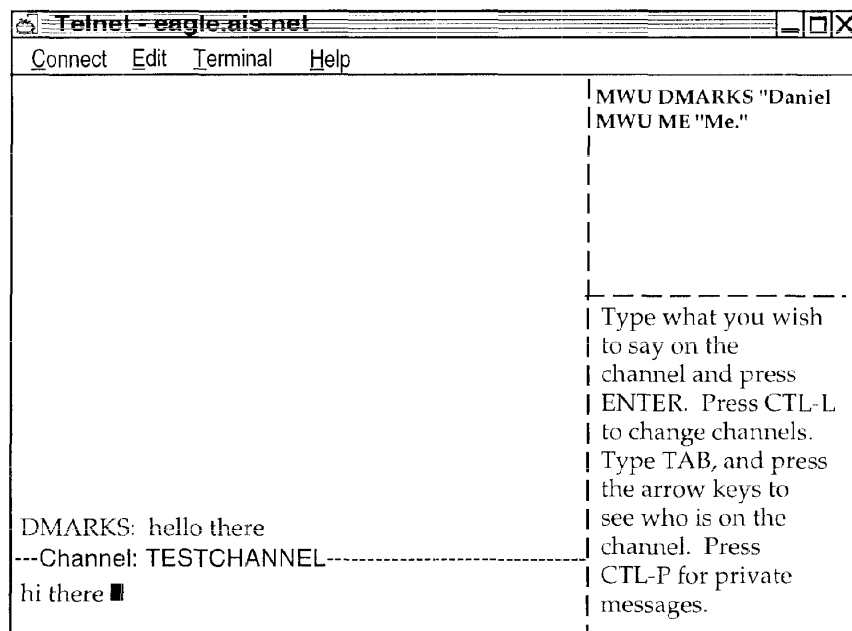 Telnet - eagle.ais.net
Connect Edit Terminal Help
MWU DMARKS "Daniel
MWU ME "Me."
Type what you wish
to say on the
channel and press
ENTER. Press CTL-L
to change channels.
Type TAB, and press
the arrow keys to
see who is on the
channel. Press
CTL-P for private
messages.
DMARKS: hello there
---Channel: TESTCHANNEL---
hi there